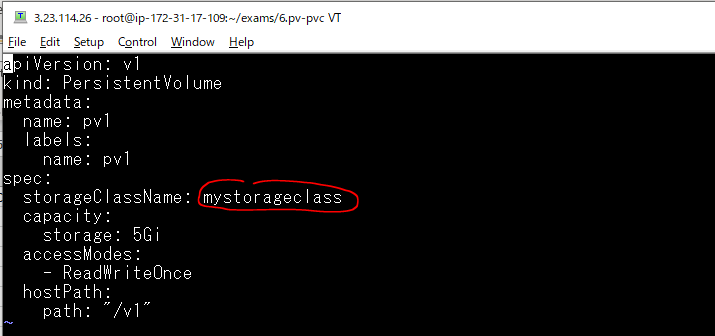 3.23.114.26 - root@ip-172-31-17-109:~/exams/6.pv-pvc VT
File Edit Setup Control Window Help
apiVersion: v1
kind: PersistentVolume
metadata:
  name: pv1
  labels:
    name: pv1
spec:
  storageClassName: mystorageclass
  capacity:
    storage: 5Gi
  accessModes:
    - ReadWriteOnce
  hostPath:
    path: "/v1"
~